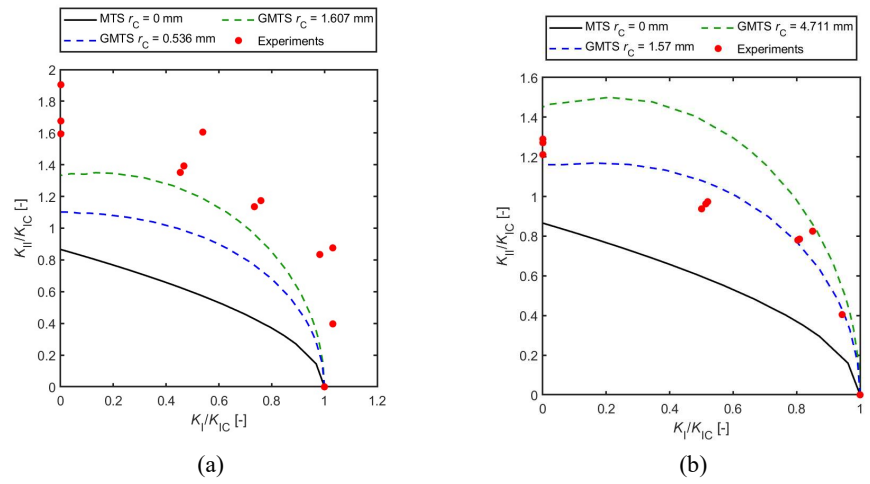 MTS r_C = 0 mm
GMTS r_C = 1.607 mm
GMTS r_C = 0.536 mm
Experiments
2
1.8
1.6
1.4
1.2
1
0.8
0.6
0.4
0.2
0
K_II/K_IC [-]
0
0.2
0.4
0.6
0.8
1
1.2
K_I/K_IC [-]
(a)
MTS r_C = 0 mm
GMTS r_C = 4.711 mm
GMTS r_C = 1.57 mm
Experiments
1.6
1.4
1.2
1
0.8
0.6
0.4
0.2
0
K_II/K_IC [-]
0
0.2
0.4
0.6
0.8
1
K_I/K_IC [-]
(b)